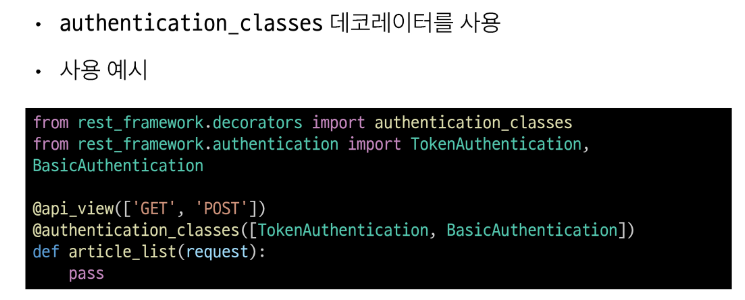 • authentication_classes 데코레이터를 사용
• 사용 예시
from rest_framework.decorators import authentication_classes
from rest_framework.authentication import TokenAuthentication,
BasicAuthentication
@api_view(['GET', 'POST'])
@authentication_classes([TokenAuthentication, BasicAuthentication])
def article_list(request):
    pass